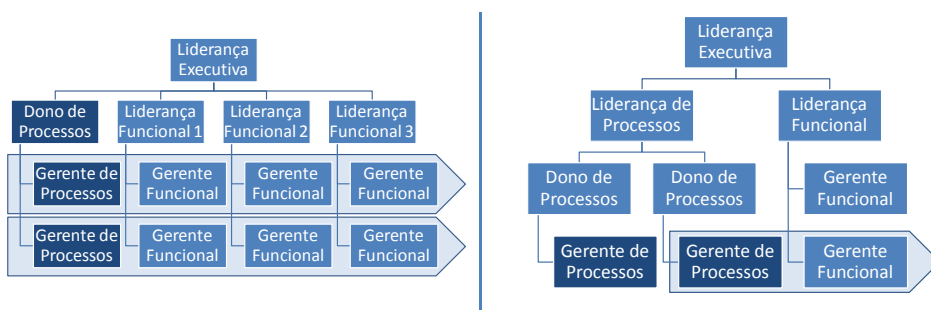 Liderança
Executiva
Dono de
Processos
Liderança
Funcional 1
Liderança
Funcional 2
Liderança
Funcional 3
Gerente de
Processos
Gerente
Funcional
Gerente
Funcional
Gerente
Funcional
Gerente de
Processos
Gerente
Funcional
Gerente
Funcional
Gerente
Funcional
Liderança
Executiva
Liderança de
Processos
Liderança
Funcional
Dono de
Processos
Dono de
Processos
Gerente
Funcional
Gerente de
Processos
Gerente de
Processos
Gerente
Funcional